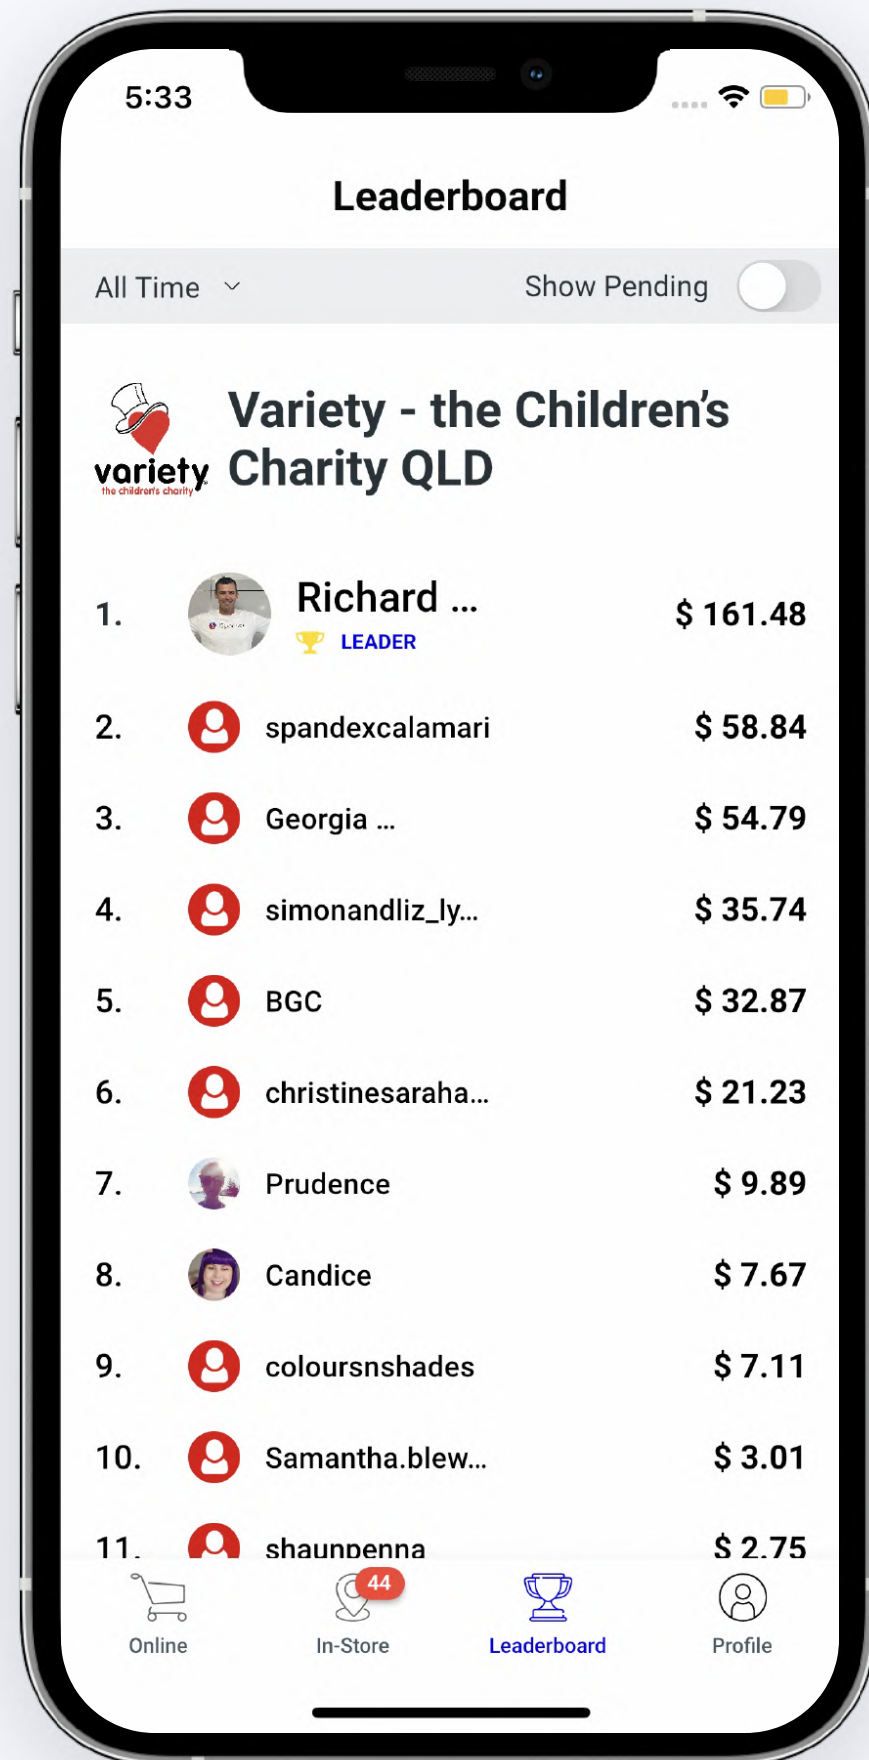 5:33
Leaderboard
All Time
Show Pending
variety
the children's charity
Variety - the Children's
Charity QLD
1. Richard ... $ 161.48
LEADER
2. spandexcalamari $ 58.84
3. Georgia ... $ 54.79
4. simonandliz_ly... $ 35.74
5. BGC $ 32.87
6. christinesaraha... $ 21.23
7. Prudence $ 9.89
8. Candice $ 7.67
9. coloursnshades $ 7.11
10. Samantha.blew... $ 3.01
11. shaunpenna $ 2.75
44
Online In-Store Leaderboard Profile